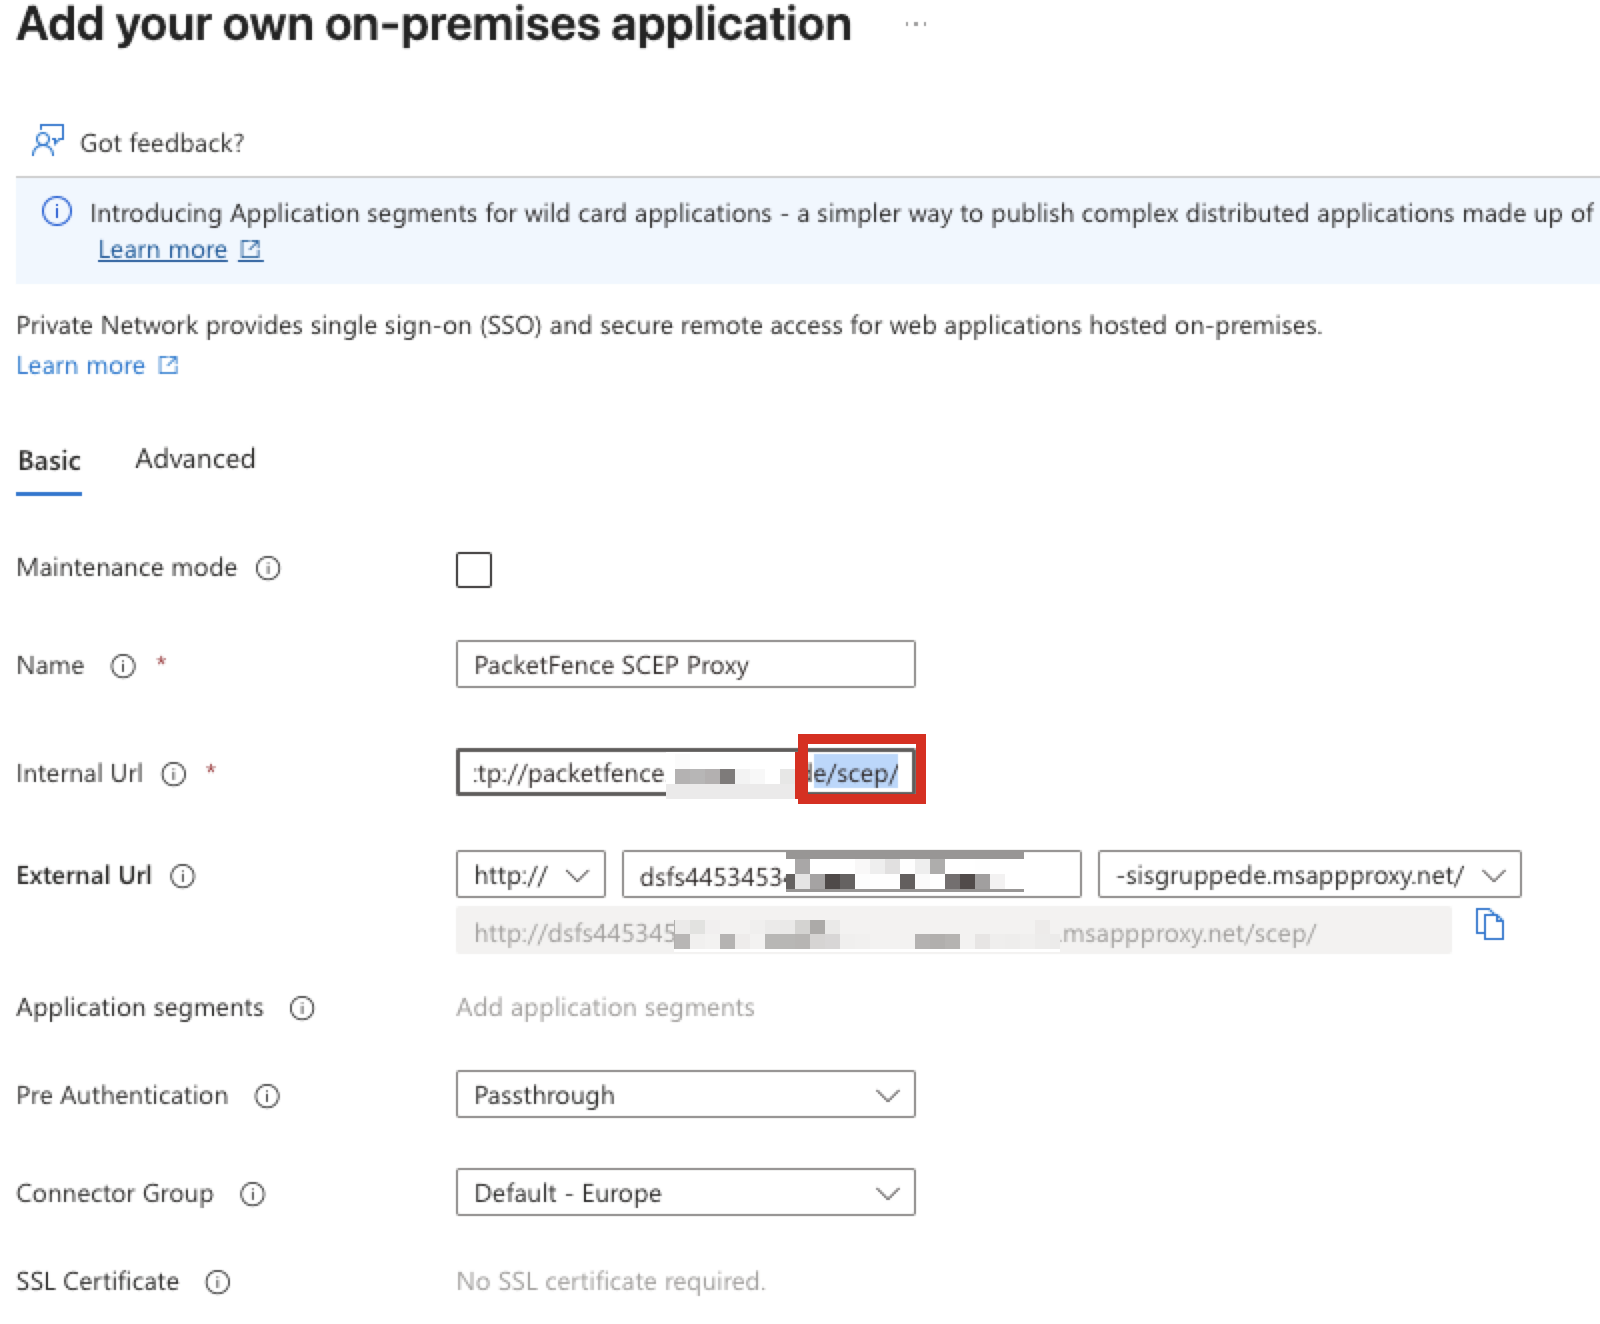 Add your own on-premises application ...
Got feedback?
Introducing Application segments for wild card applications - a simpler way to publish complex distributed applications made up of
Learn more
Private Network provides single sign-on (SSO) and secure remote access for web applications hosted on-premises.
Learn more
Basic Advanced
Maintenance mode
Name * PacketFence SCEP Proxy
Internal Url * :tp://packetfence de/scep/
External Url http:// dsfs4453453 -sisgruppede.msappproxy.net/
http://dsfs445345 .msappproxy.net/scep/
Application segments Add application segments
Pre Authentication Passthrough
Connector Group Default - Europe
SSL Certificate No SSL certificate required.